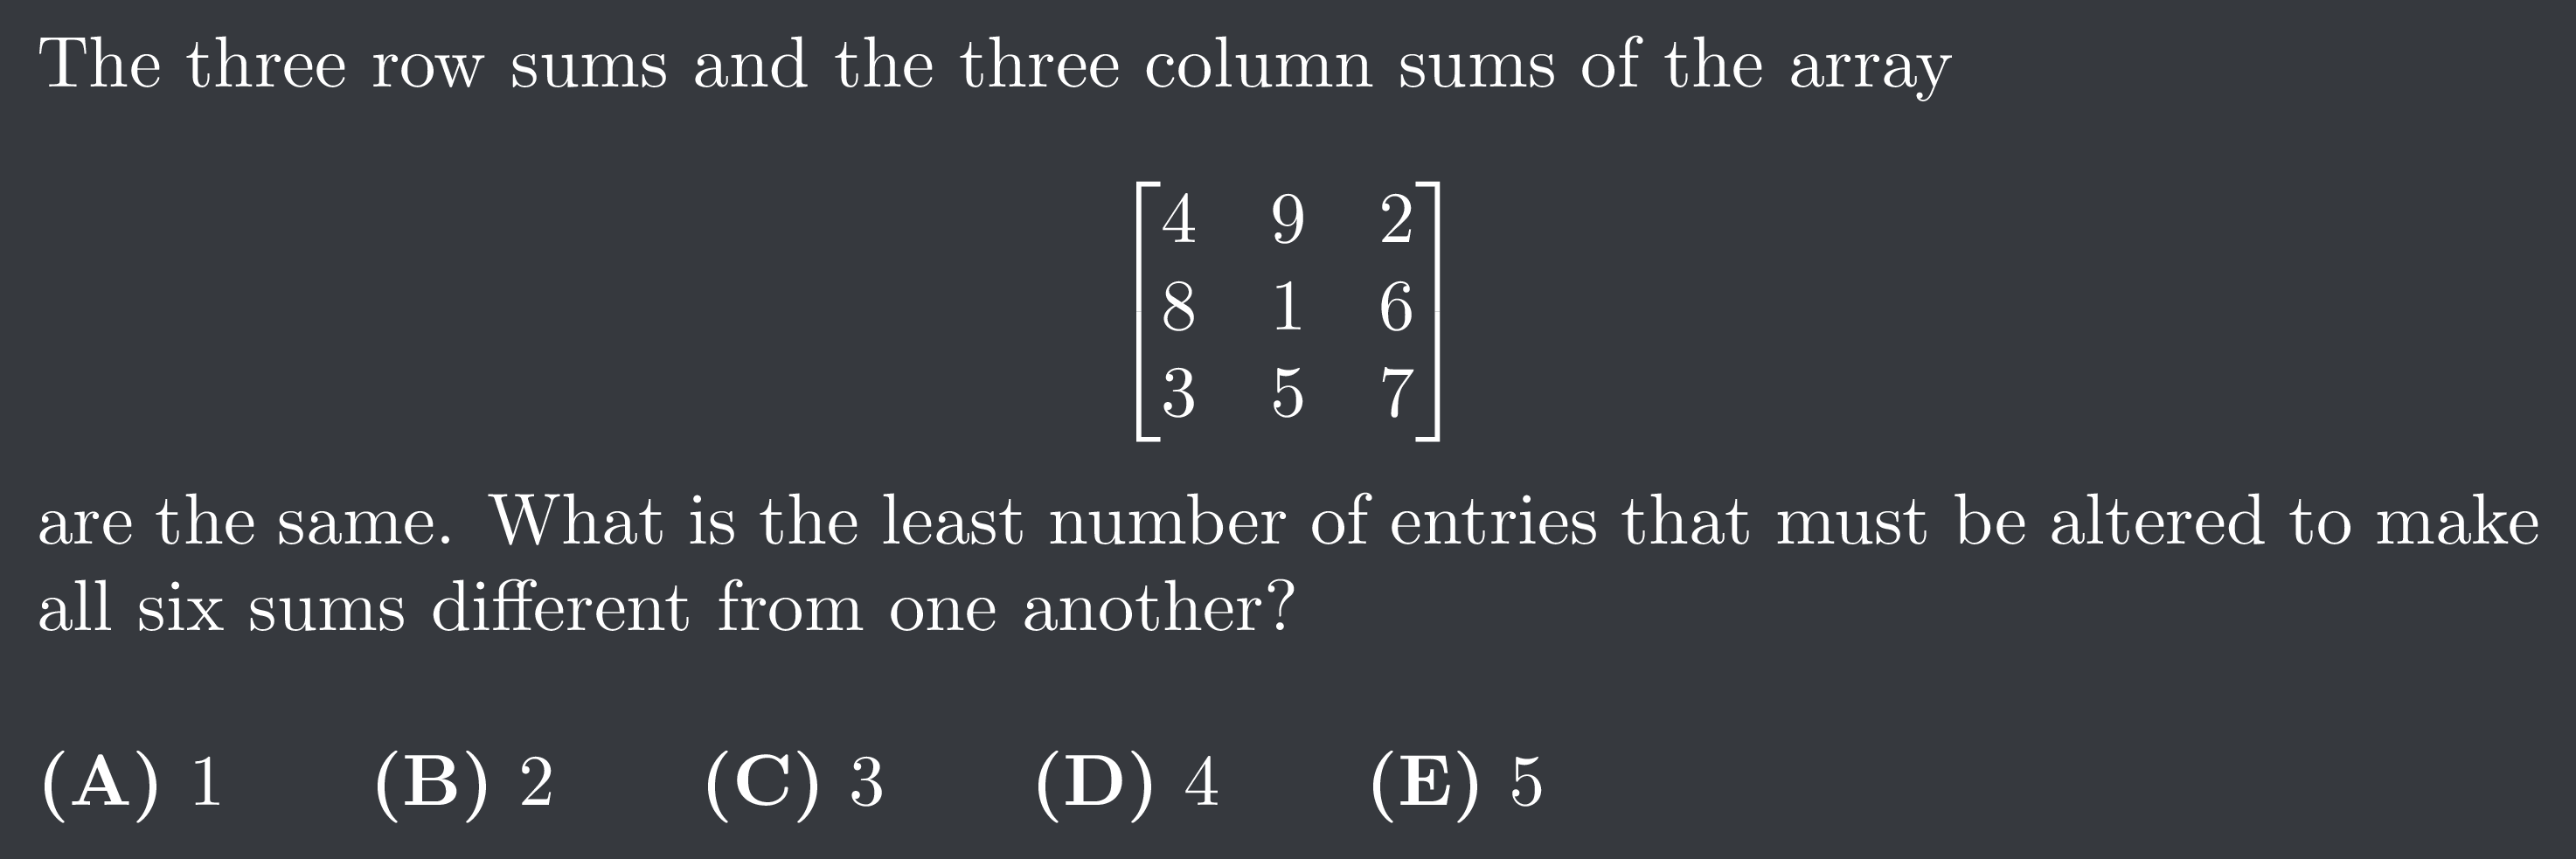 The three row sums and the three column sums of the array
4 9 2
8 1 6
3 5 7
are the same. What is the least number of entries that must be altered to make
all six sums different from one another?
(A) 1 (B) 2 (C) 3 (D) 4 (E) 5